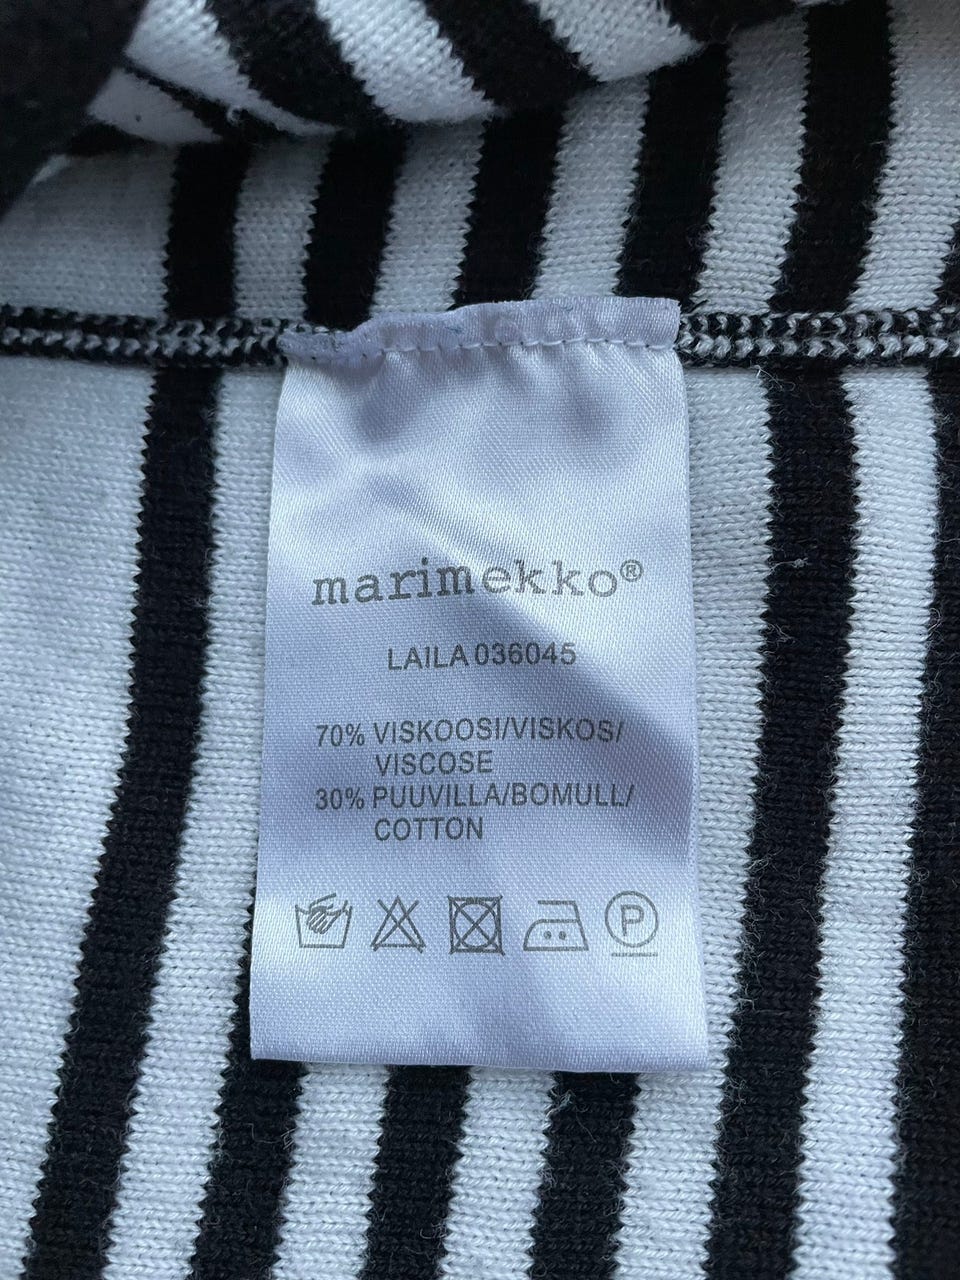 marimekko®
LAILA 036045
70% VISKOOSI/VISKOS/
VISCOSE
30% PUUVILLA/BOMULL/
COTTON
P